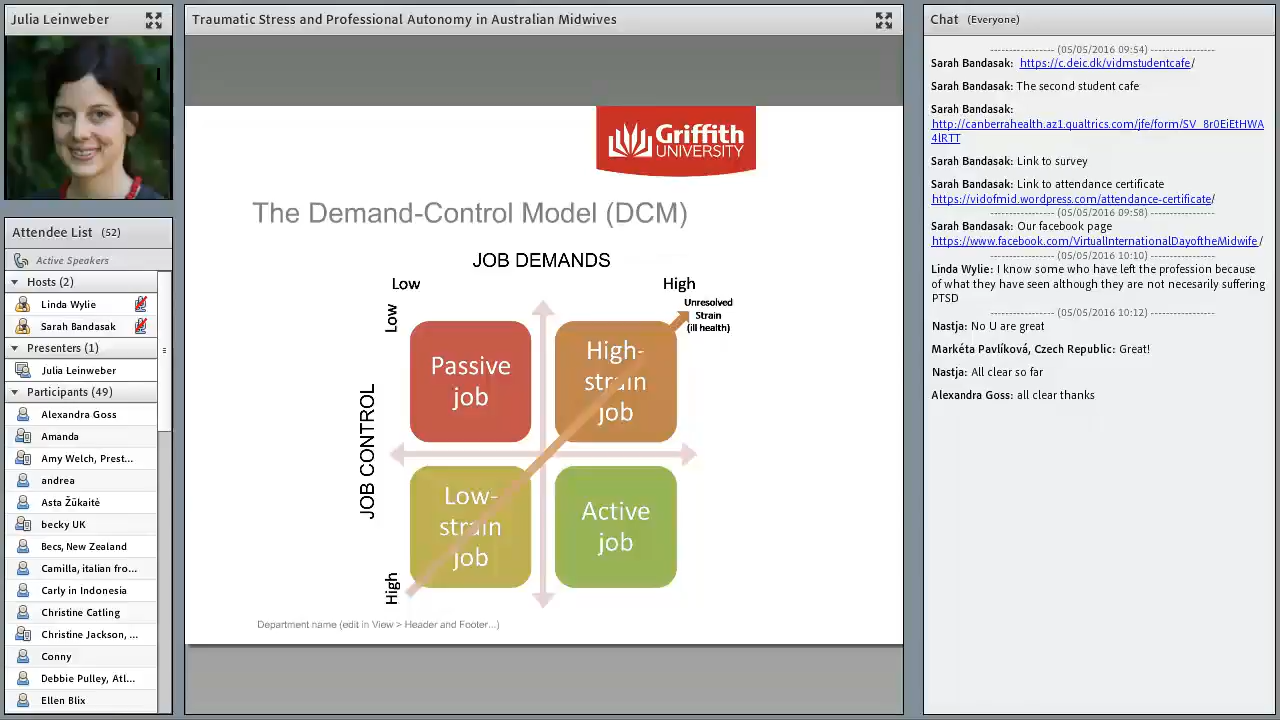 Julia Leinweber
Attendee List (52)
Active Speakers
Hosts (2)
Linda Wylie
Sarah Bandasak
Presenters (1)
Julia Leinweber
Participants (49)
Alexandra Goss
Amanda
Amy Welch, Prest...
andrea
Asta Žūkaitė
becky UK
Becs, New Zealand
Camilla, italian fro...
Carly in Indonesia
Christine Catling
Christine Jackson, ...
Conny
Debbie Pulley, Atl...
Ellen Blix
Traumatic Stress and Professional Autonomy in Australian Midwives
Griffith
UNIVERSITY
The Demand-Control Model (DCM)
JOB DEMANDS
Low
High
Low
Unresolved
Strain
(ill health)
Passive
job
High-
strain
job
JOB CONTROL
Low-
strain
job
Active
job
High
Department name (edit in View > Header and Footer...)
Chat (Everyone)
------------------ (05/05/2016 09:54) ------------------
Sarah Bandasak: https://c.deic.dk/vidmstudentcafe/
Sarah Bandasak: The second student cafe
Sarah Bandasak:
http://canberrahealth.az1.qualtrics.com/jfe/form/SV_8r0EiEtHWA
4lRTT
Sarah Bandasak: Link to survey
Sarah Bandasak: Link to attendance certificate
https://vidofmid.wordpress.com/attendance-certificate/
------------------ (05/05/2016 09:58) ------------------
Sarah Bandasak: Our facebook page
https://www.facebook.com/VirtualInternationalDayoftheMidwife/
------------------ (05/05/2016 10:10) ------------------
Linda Wylie: I know some who have left the profession because
of what they have seen although they are not necesarily suffering
PTSD
------------------ (05/05/2016 10:12) ------------------
Nastja: No U are great
Markéta Pavlíková, Czech Republic: Great!
Nastja: All clear so far
Alexandra Goss: all clear thanks